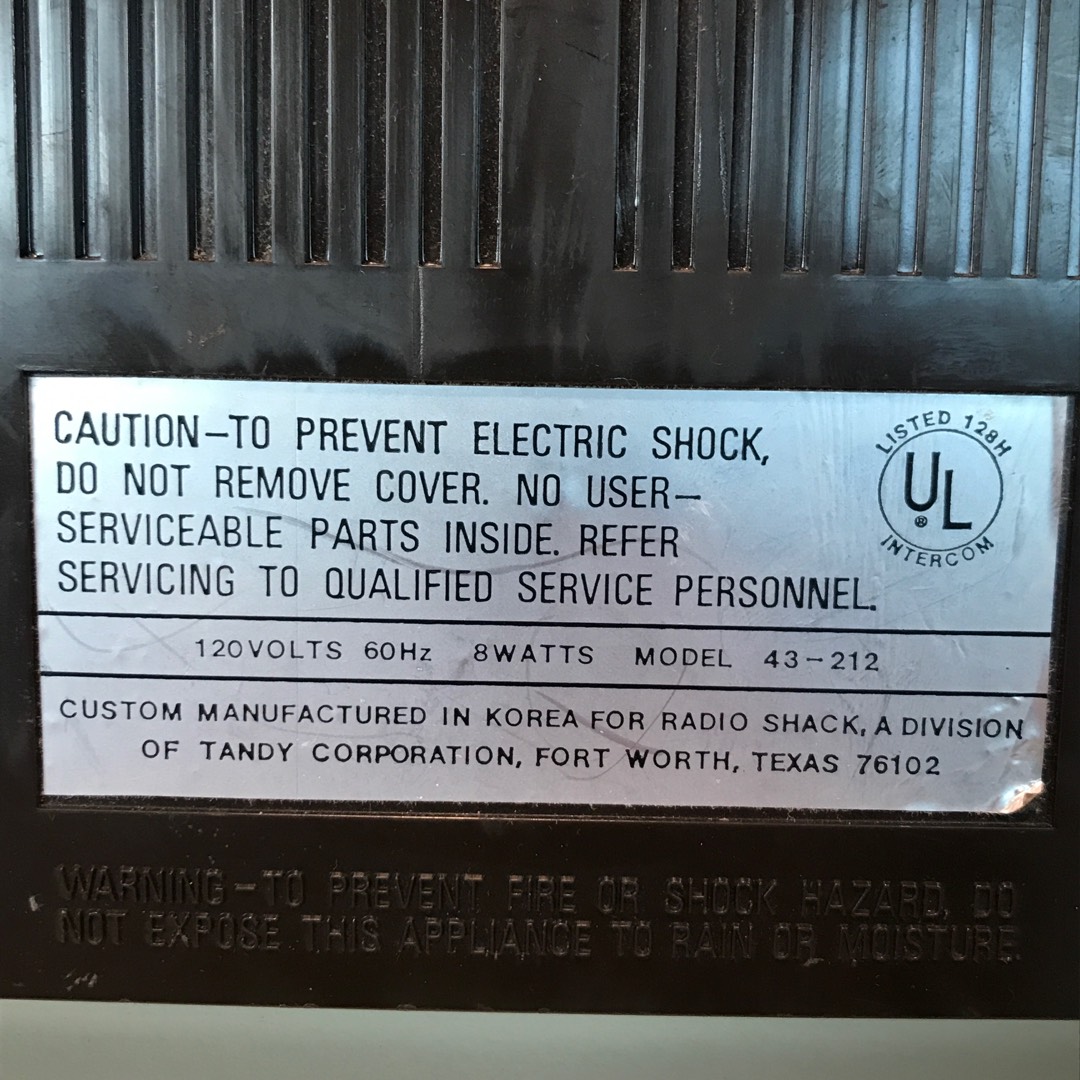 CAUTION—TO PREVENT ELECTRIC SHOCK,
DO NOT REMOVE COVER. NO USER—
SERVICEABLE PARTS INSIDE. REFER
SERVICING TO QUALIFIED SERVICE PERSONNEL.
LISTED 128H
UL
®
INTERCOM
120VOLTS 60Hz 8WATTS MODEL 43-212
CUSTOM MANUFACTURED IN KOREA FOR RADIO SHACK, A DIVISION
OF TANDY CORPORATION, FORT WORTH, TEXAS 76102
WARNING—TO PREVENT FIRE OR SHOCK HAZARD, DO
NOT EXPOSE THIS APPLIANCE TO RAIN OR MOISTURE.